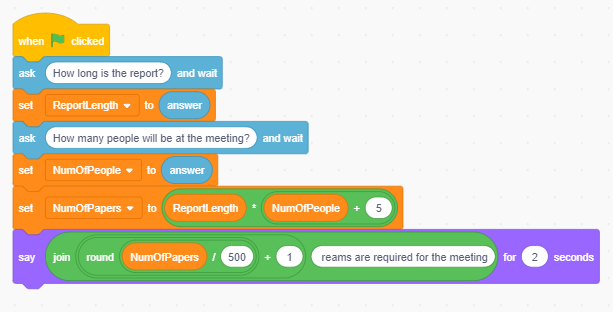 when clicked
ask How long is the report? and wait
set ReportLength to answer
ask How many people will be at the meeting? and wait
set NumOfPeople to answer
set NumOfPapers to ReportLength * NumOfPeople + 5
say join round NumOfPapers / 500 + 1 reams are required for the meeting for 2 seconds